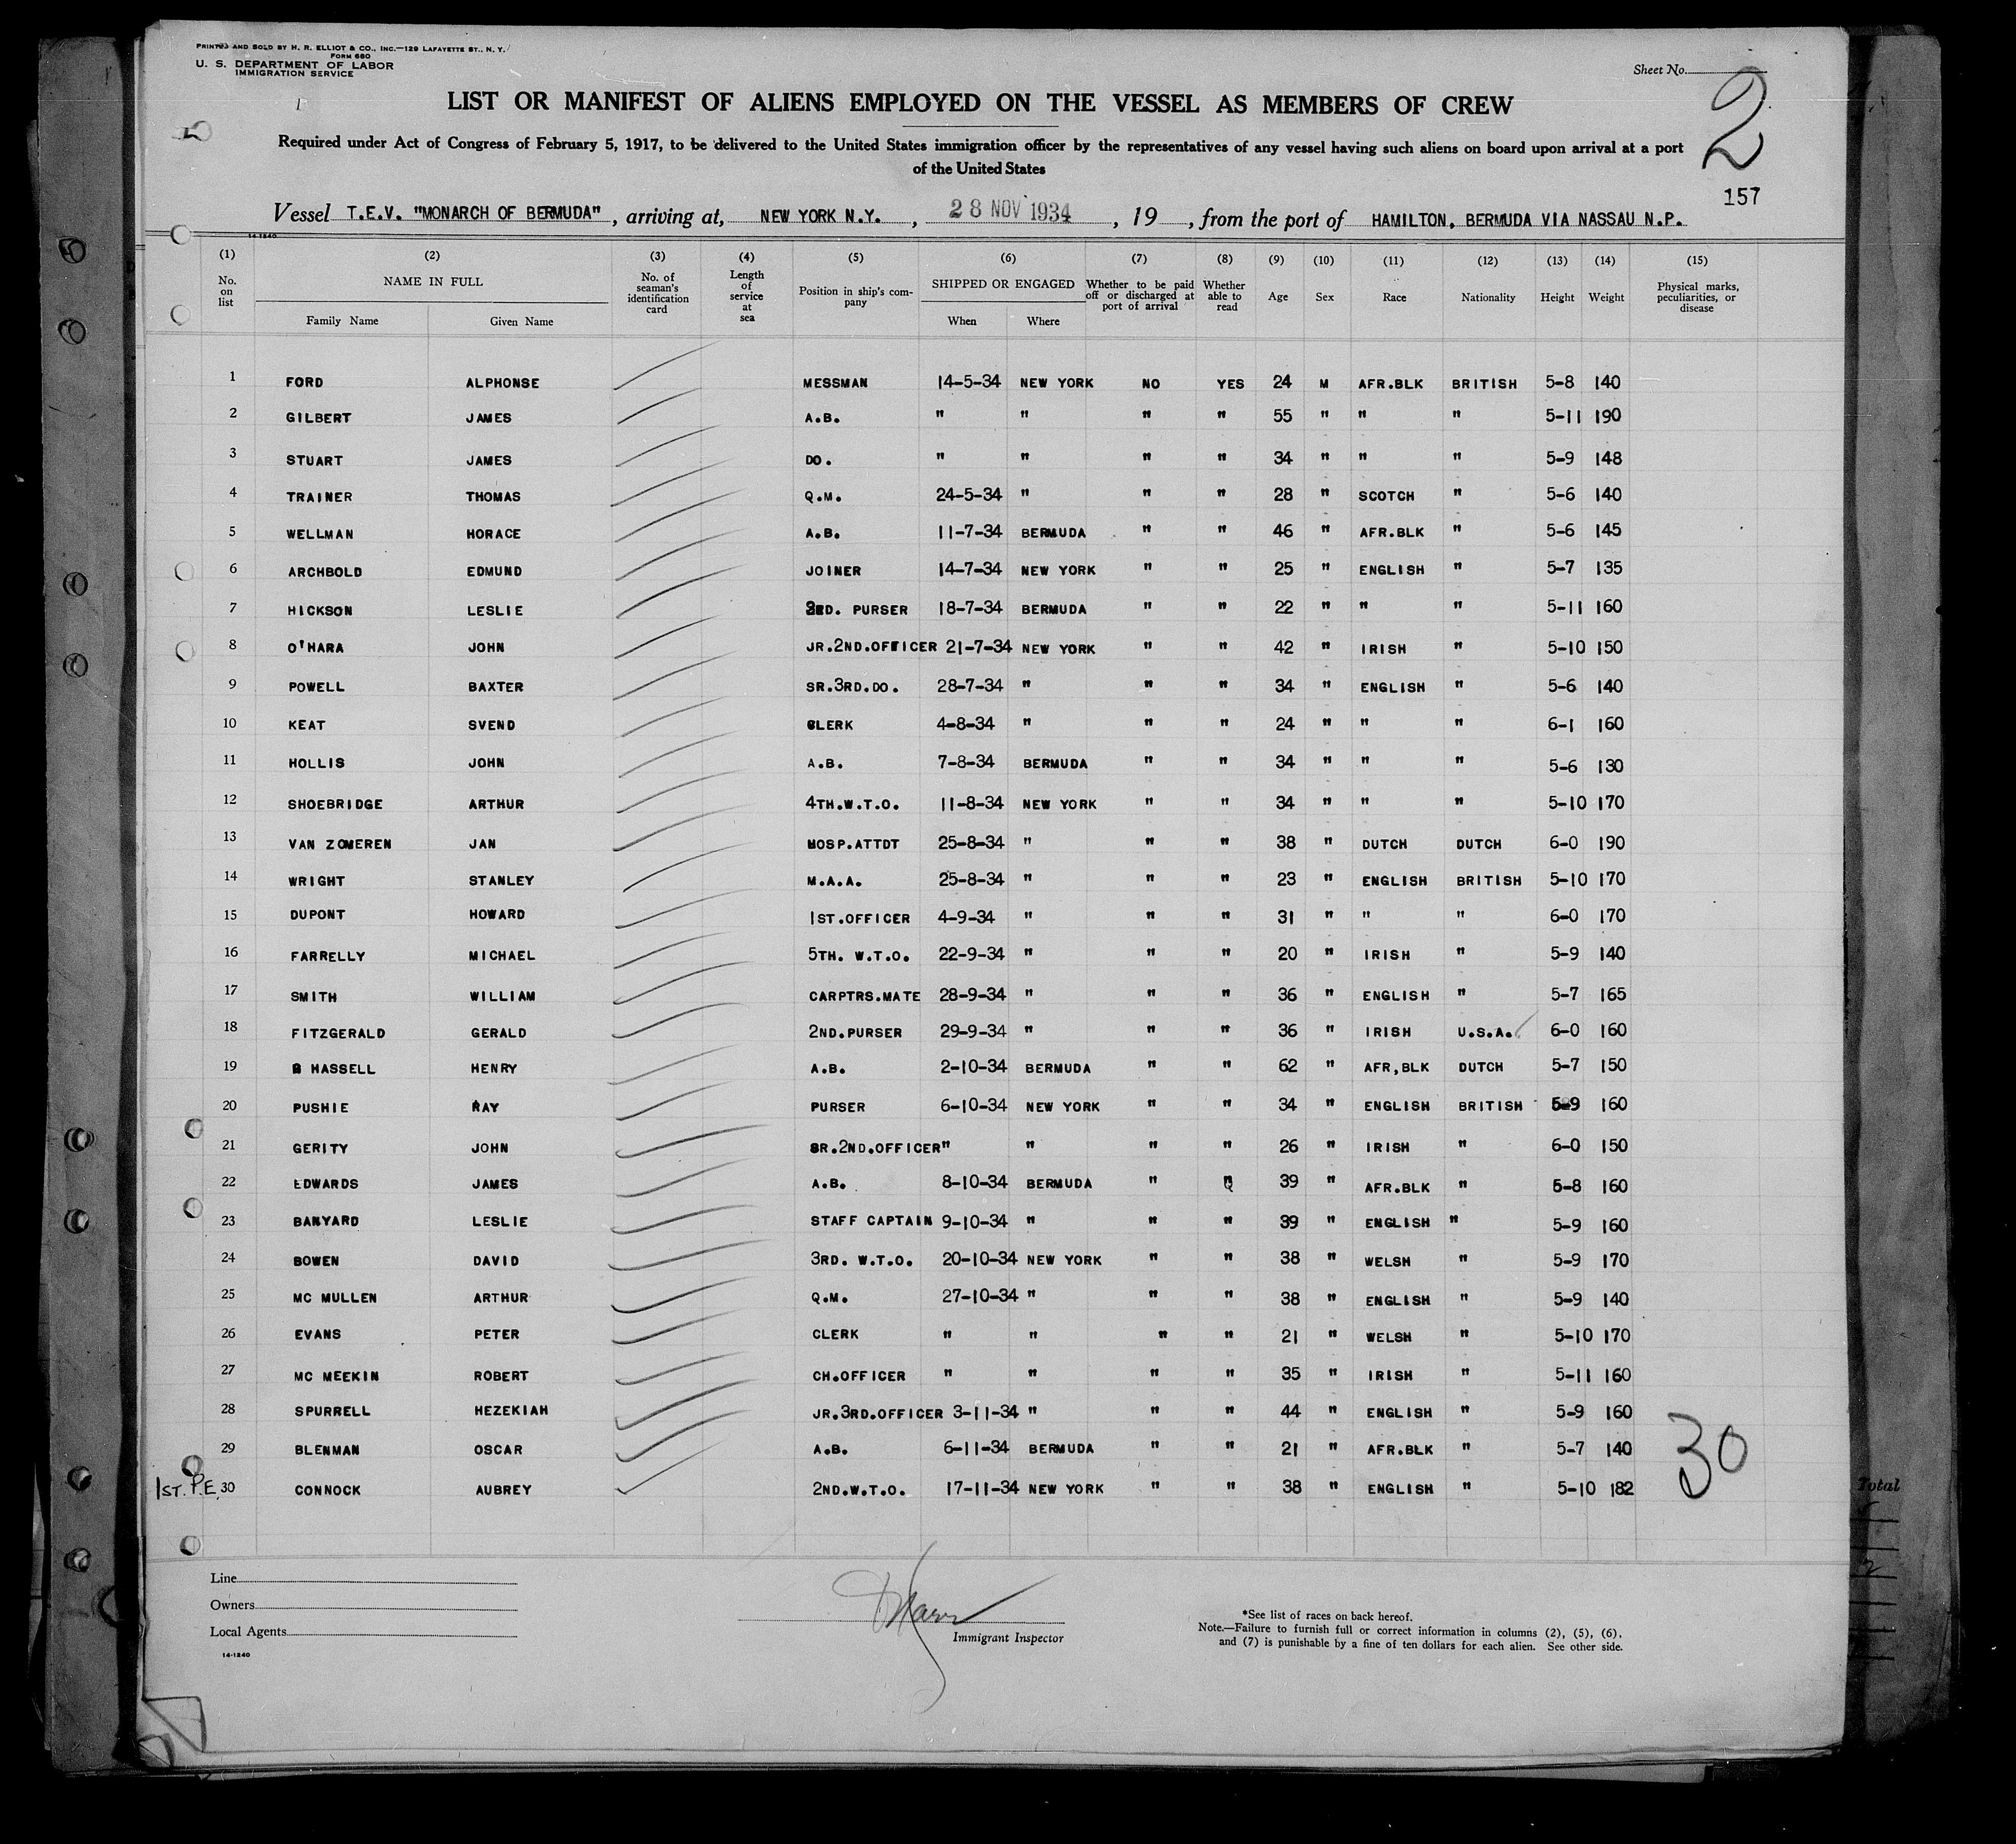 PRINTED AND SOLD BY H. R. ELLIOT & CO., INC.—129 LAFAYETTE ST., N. Y.
FORM 680
U. S. DEPARTMENT OF LABOR
IMMIGRATION SERVICE
Sheet No.
2
LIST OR MANIFEST OF ALIENS EMPLOYED ON THE VESSEL AS MEMBERS OF CREW
Required under Act of Congress of February 5, 1917, to be delivered to the United States immigration officer by the representatives of any vessel having such aliens on board upon arrival at a port
of the United States
157
Vessel T.E.V. "MONARCH OF BERMUDA", arriving at, NEW YORK N.Y., 28 NOV 1934, 19 , from the port of HAMILTON, BERMUDA VIA NASSAU N.P.
14-1240
(1) (2) (3) (4) (5) (6) (7) (8) (9) (10) (11) (12) (13) (14) (15)
No. on list NAME IN FULL Family Name Given Name No. of seaman's identification card Length of service at sea Position in ship's company SHIPPED OR ENGAGED When Where Whether to be paid off or discharged at port of arrival Whether able to read Age Sex Race Nationality Height Weight Physical marks, peculiarities, or disease
1 FORD ALPHONSE MESSMAN 14-5-34 NEW YORK NO YES 24 M AFR.BLK BRITISH 5-8 140
2 GILBERT JAMES A.B. " " " " 55 " " " 5-11 190
3 STUART JAMES DO. " " " " 34 " " " 5-9 148
4 TRAINER THOMAS Q.M. 24-5-34 " " " 28 " SCOTCH " 5-6 140
5 WELLMAN HORACE A.B. 11-7-34 BERMUDA " " 46 " AFR.BLK " 5-6 145
6 ARCHBOLD EDMUND JOINER 14-7-34 NEW YORK " " 25 " ENGLISH " 5-7 135
7 HICKSON LESLIE 3RD. PURSER 18-7-34 BERMUDA " " 22 " " " 5-11 160
8 O'HARA JOHN JR.2ND.OFFICER 21-7-34 NEW YORK " " 42 " IRISH " 5-10 150
9 POWELL BAXTER SR.3RD.DO. 28-7-34 " " " 34 " ENGLISH " 5-6 140
10 KEAT SVEND CLERK 4-8-34 " " " 24 " " " 6-1 160
11 HOLLIS JOHN A.B. 7-8-34 BERMUDA " " 34 " " " 5-6 130
12 SHOEBRIDGE ARTHUR 4TH.W.T.O. 11-8-34 NEW YORK " " 34 " " " 5-10 170
13 VAN ZOMEREN JAN HOSP.ATTDT 25-8-34 " " " 38 " DUTCH DUTCH 6-0 190
14 WRIGHT STANLEY M.A.A. 25-8-34 " " " 23 " ENGLISH BRITISH 5-10 170
15 DUPONT HOWARD 1ST.OFFICER 4-9-34 " " " 31 " " " 6-0 170
16 FARRELLY MICHAEL 5TH. W.T.O. 22-9-34 " " " 20 " IRISH " 5-9 140
17 SMITH WILLIAM CARPTRS.MATE 28-9-34 " " " 36 " ENGLISH " 5-7 165
18 FITZGERALD GERALD 2ND.PURSER 29-9-34 " " " 36 " IRISH U.S.A. 6-0 160
19 HASSELL HENRY A.B. 2-10-34 BERMUDA " " 62 " AFR,BLK DUTCH 5-7 150
20 PUSHIE RAY PURSER 6-10-34 NEW YORK " " 34 " ENGLISH BRITISH 5-9 160
21 GERITY JOHN SR.2ND.OFFICER " " " " 26 " IRISH " 6-0 150
22 EDWARDS JAMES A.B. 8-10-34 BERMUDA " " 39 " AFR.BLK " 5-8 160
23 BANYARD LESLIE STAFF CAPTAIN 9-10-34 " " " 39 " ENGLISH " 5-9 160
24 BOWEN DAVID 3RD. W.T.O. 20-10-34 NEW YORK " " 38 " WELSH " 5-9 170
25 MC MULLEN ARTHUR Q.M. 27-10-34 " " " 38 " ENGLISH " 5-9 140
26 EVANS PETER CLERK " " " " 21 " WELSH " 5-10 170
27 MC MEEKIN ROBERT CH.OFFICER " " " " 35 " IRISH " 5-11 160
28 SPURRELL HEZEKIAH JR.3RD.OFFICER 3-11-34 " " " 44 " ENGLISH " 5-9 160
29 BLENMAN OSCAR A.B. 6-11-34 BERMUDA " " 21 " AFR.BLK " 5-7 140
1ST. P.E. 30 CONNOCK AUBREY 2ND.W.T.O. 17-11-34 NEW YORK " " 38 " ENGLISH " 5-10 182
30
Total
Line
Owners
Local Agents
14-1240
Immigrant Inspector
*See list of races on back hereof.
Note.—Failure to furnish full or correct information in columns (2), (5), (6), and (7) is punishable by a fine of ten dollars for each alien. See other side.